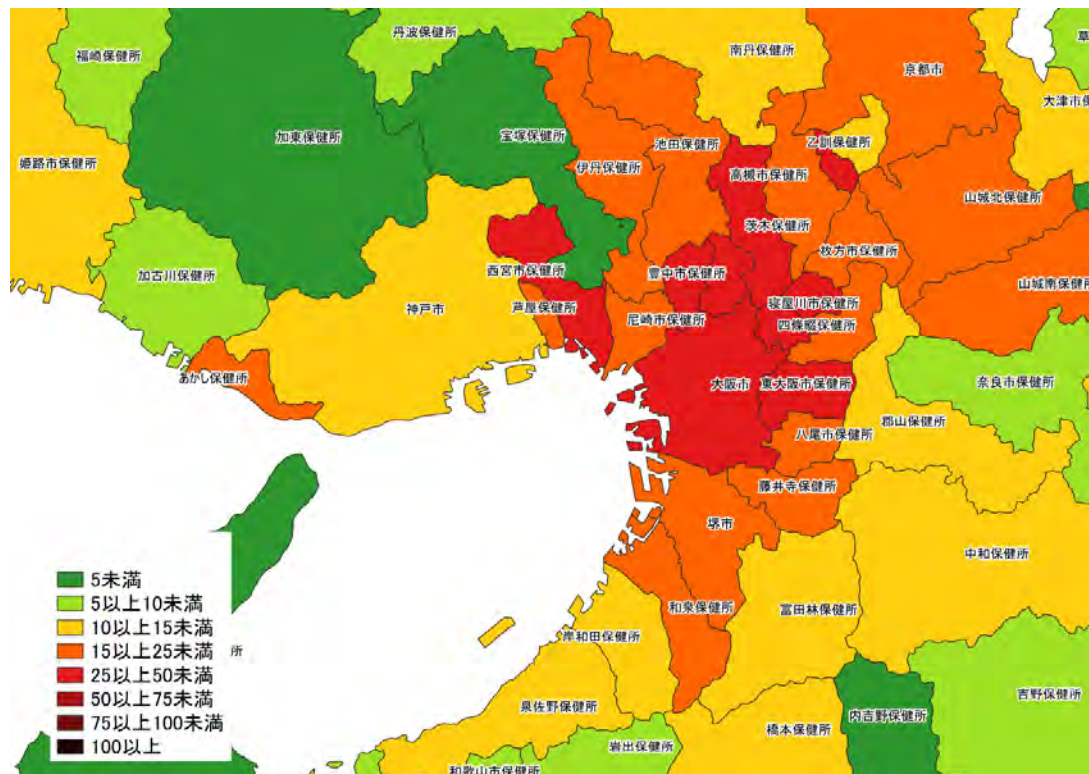 丹波保健所
南丹保健所
福崎保健所
京都市
草
大津市保
加東保健所
宝塚保健所
池田保健所
乙訓保健所
姫路市保健所
伊丹保健所
高槻市保健所
山城北保健所
茨木保健所
枚方市保健所
加古川保健所
西宮市保健所
豊中市保健所
山城南保健所
神戸市
芦屋保健所
尼崎市保健所
寝屋川市保健所
四條畷保健所
あかし保健所
大阪市
東大阪市保健所
奈良市保健所
郡山保健所
八尾市保健所
藤井寺保健所
堺市
中和保健所
和泉保健所
富田林保健所
岸和田保健所
所
泉佐野保健所
吉野保健所
内吉野保健所
橋本保健所
岩出保健所
和歌山市保健所
5未満
5以上10未満
10以上15未満
15以上25未満
25以上50未満
50以上75未満
75以上100未満
100以上